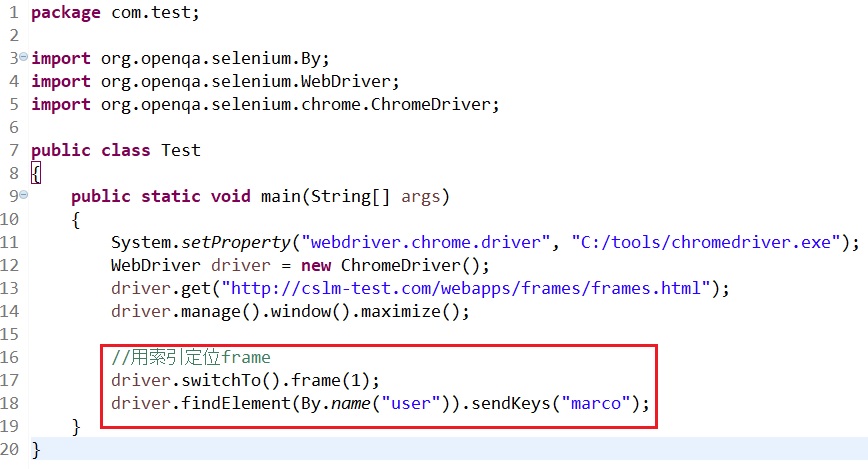 1 package com.test;
2
3 import org.openqa.selenium.By;
4 import org.openqa.selenium.WebDriver;
5 import org.openqa.selenium.chrome.ChromeDriver;
6
7 public class Test
8 {
9     public static void main(String[] args)
10     {
11         System.setProperty("webdriver.chrome.driver", "C:/tools/chromedriver.exe");
12         WebDriver driver = new ChromeDriver();
13         driver.get("http://cslm-test.com/webapps/frames/frames.html");
14         driver.manage().window().maximize();
15
16         //用索引定位frame
17         driver.switchTo().frame(1);
18         driver.findElement(By.name("user")).sendKeys("marco");
19     }
20 }